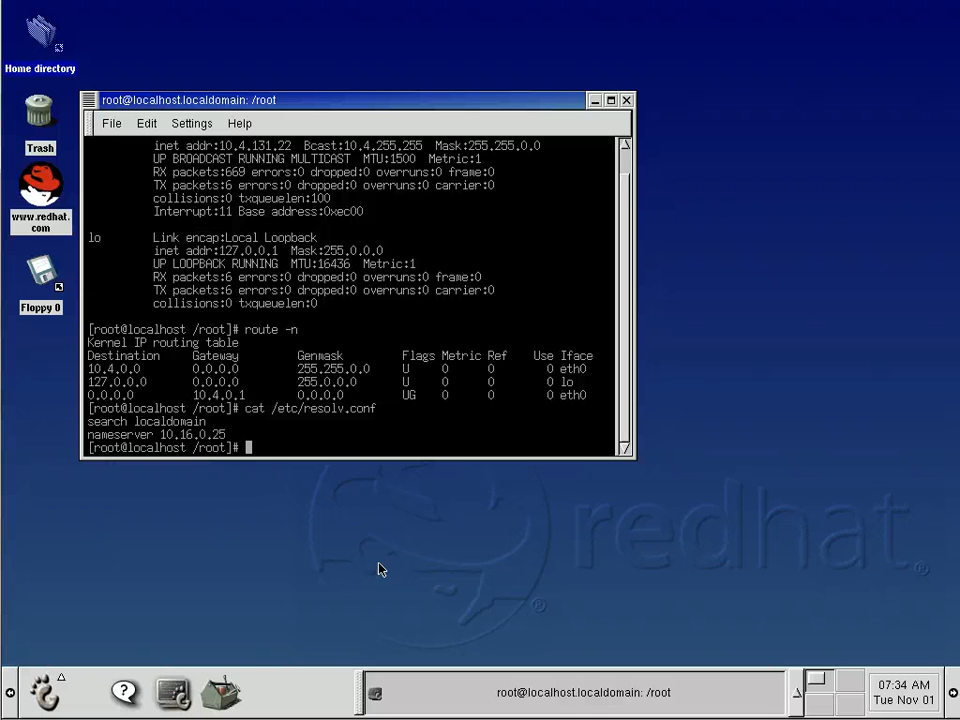 Home directory
Trash
www.redhat.
com
Floppy 0
root@localhost.localdomain: /root
File Edit Settings Help
inet addr:10.4.131.22 Bcast:10.4.255.255 Mask:255.255.0.0
UP BROADCAST RUNNING MULTICAST MTU:1500 Metric:1
RX packets:669 errors:0 dropped:0 overruns:0 frame:0
TX packets:6 errors:0 dropped:0 overruns:0 carrier:0
collisions:0 txqueuelen:100
Interrupt:11 Base address:0xec00
lo Link encap:Local Loopback
inet addr:127.0.0.1 Mask:255.0.0.0
UP LOOPBACK RUNNING MTU:16436 Metric:1
RX packets:6 errors:0 dropped:0 overruns:0 frame:0
TX packets:6 errors:0 dropped:0 overruns:0 carrier:0
collisions:0 txqueuelen:0
[root@localhost /root]# route -n
Kernel IP routing table
Destination Gateway Genmask Flags Metric Ref Use Iface
10.4.0.0 0.0.0.0 255.255.0.0 U 0 0 0 eth0
127.0.0.0 0.0.0.0 255.0.0.0 U 0 0 0 lo
0.0.0.0 10.4.0.1 0.0.0.0 UG 0 0 0 eth0
[root@localhost /root]# cat /etc/resolv.conf
search localdomain
nameserver 10.16.0.25
[root@localhost /root]#
redhat®
®
root@localhost.localdomain: /root
07:34 AM
Tue Nov 01